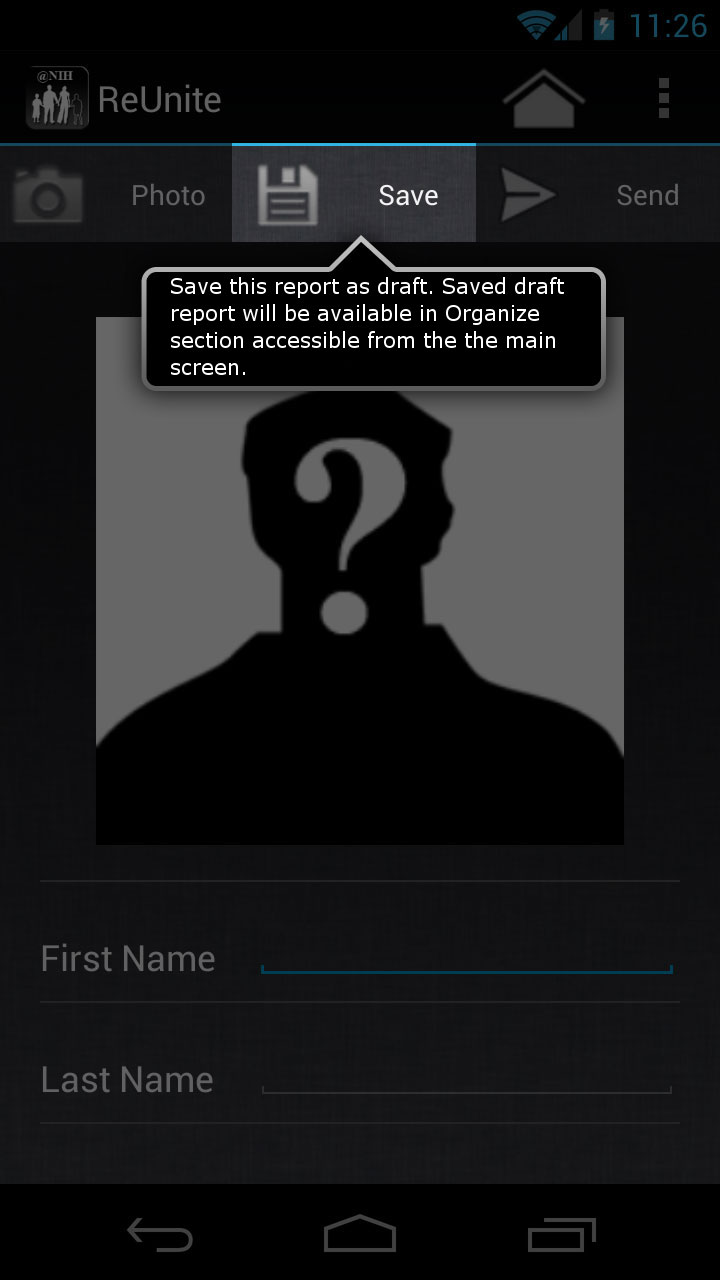 11:26
@NIH
ReUnite
Photo
Save
Send
Save this report as draft. Saved draft
report will be available in Organize
section accessible from the the main
screen.
?
First Name
Last Name